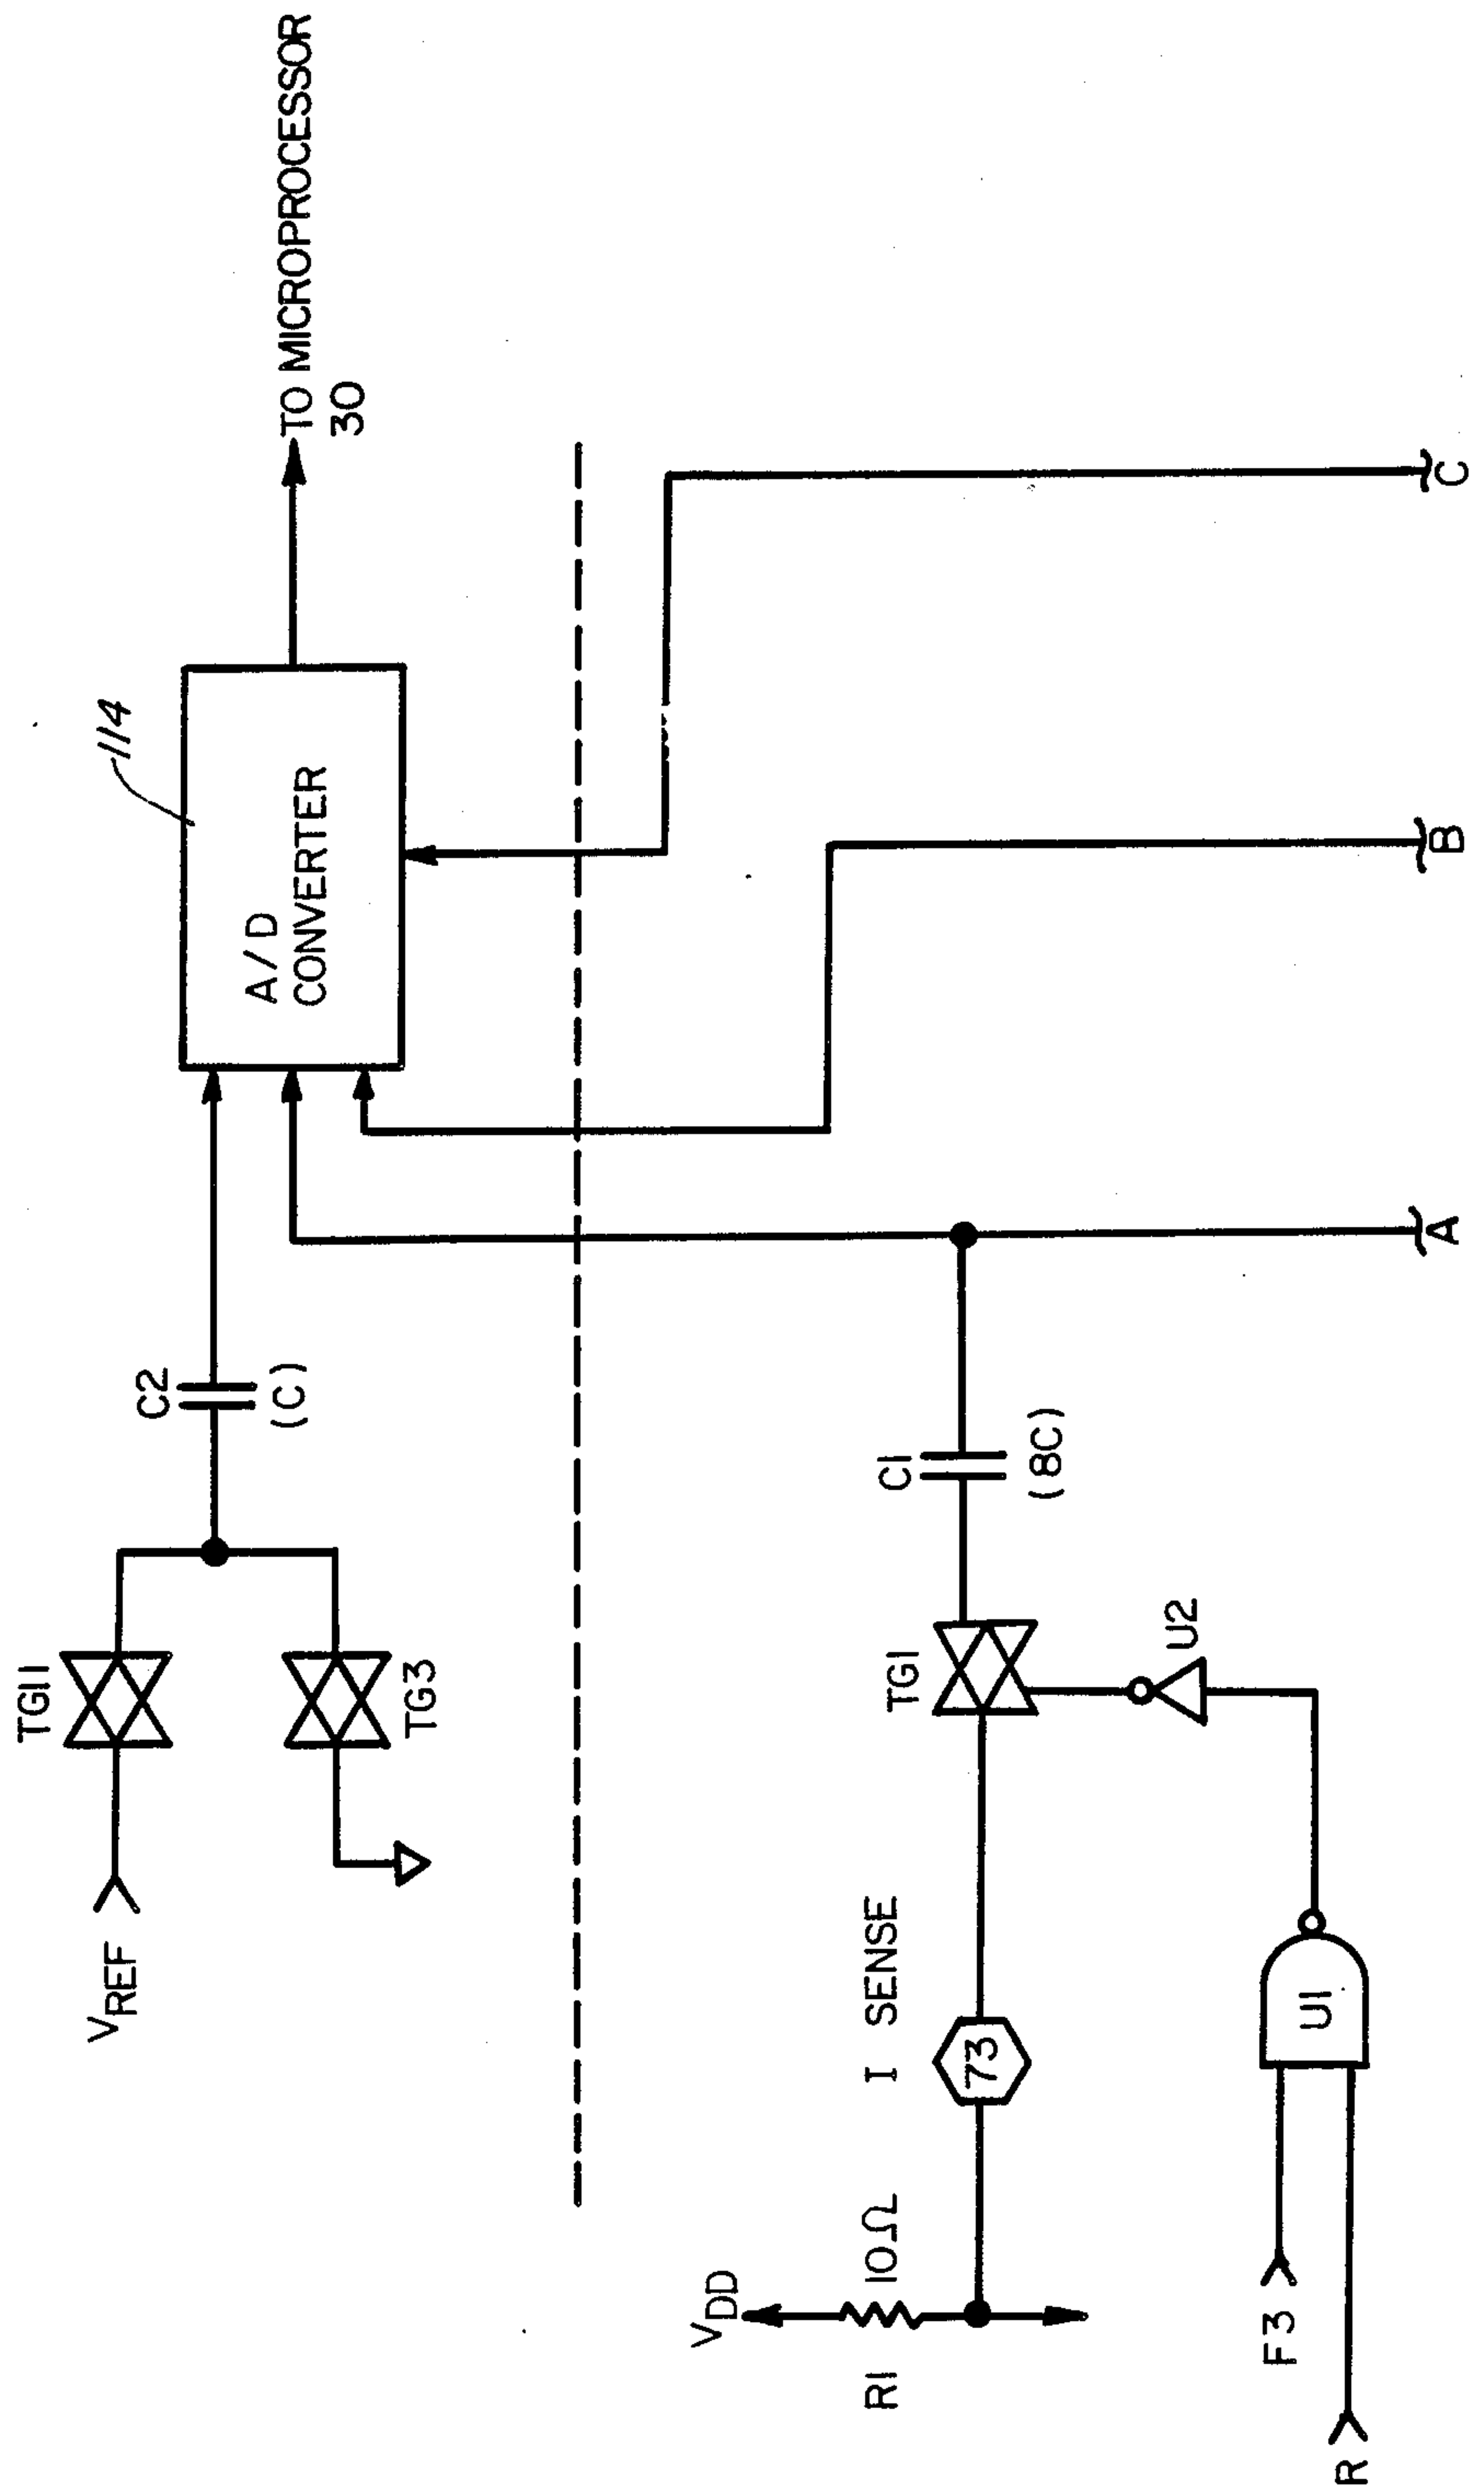 TG11
VREF
TG3
C2
(C)
114
A/D
CONVERTER
TO MICROPROCESSOR
30
VDD
R1
10Ω
I SENSE
73
TG1
C1
(8C)
U2
F3
R
U1
A
B
C